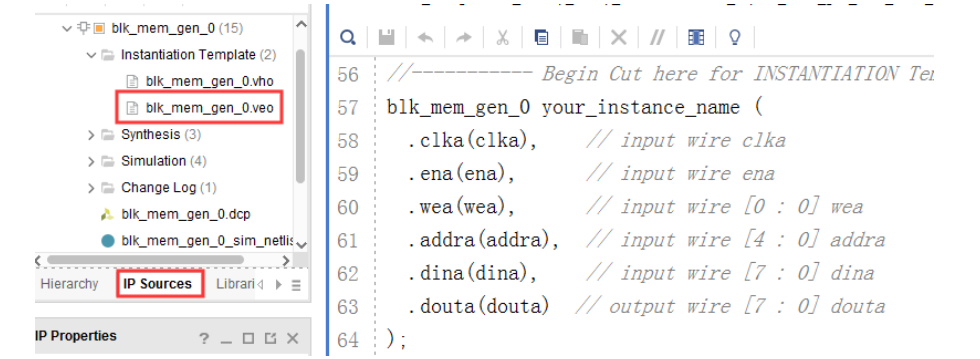 blk_mem_gen_0 (15)
Instantiation Template (2)
blk_mem_gen_0.vho
blk_mem_gen_0.veo
Synthesis (3)
Simulation (4)
Change Log (1)
blk_mem_gen_0.dcp
blk_mem_gen_0_sim_netlis
Hierarchy IP Sources Librari
IP Properties ? _ □ X
56 //----------- Begin Cut here for INSTANTIATION Tem
57 blk_mem_gen_0 your_instance_name (
58 .clka(clka), // input wire clka
59 .ena(ena), // input wire ena
60 .wea(wea), // input wire [0 : 0] wea
61 .addra(addra), // input wire [4 : 0] addra
62 .dina(dina), // input wire [7 : 0] dina
63 .douta(douta) // output wire [7 : 0] douta
64 );